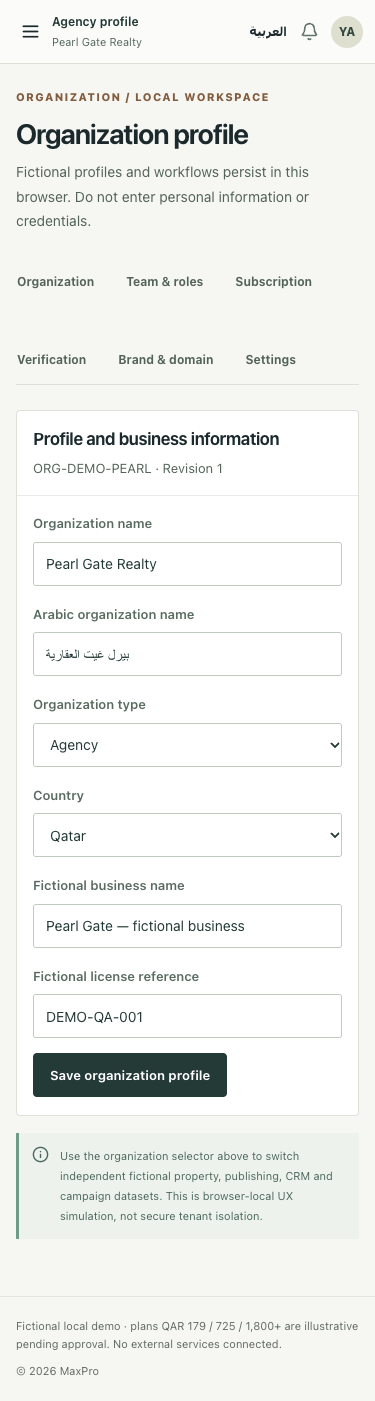 Agency profile
Pearl Gate Realty
العربية
YA
ORGANIZATION / LOCAL WORKSPACE
Organization profile
Fictional profiles and workflows persist in this
browser. Do not enter personal information or
credentials.
Organization Team & roles Subscription
Verification Brand & domain Settings
Profile and business information
ORG-DEMO-PEARL · Revision 1
Organization name
Pearl Gate Realty
Arabic organization name
بيرل غيت العقارية
Organization type
Agency
Country
Qatar
Fictional business name
Pearl Gate — fictional business
Fictional license reference
DEMO-QA-001
Save organization profile
Use the organization selector above to switch
independent fictional property, publishing, CRM and
campaign datasets. This is browser-local UX
simulation, not secure tenant isolation.
Fictional local demo · plans QAR 179 / 725 / 1,800+ are illustrative
pending approval. No external services connected.
© 2026 MaxPro